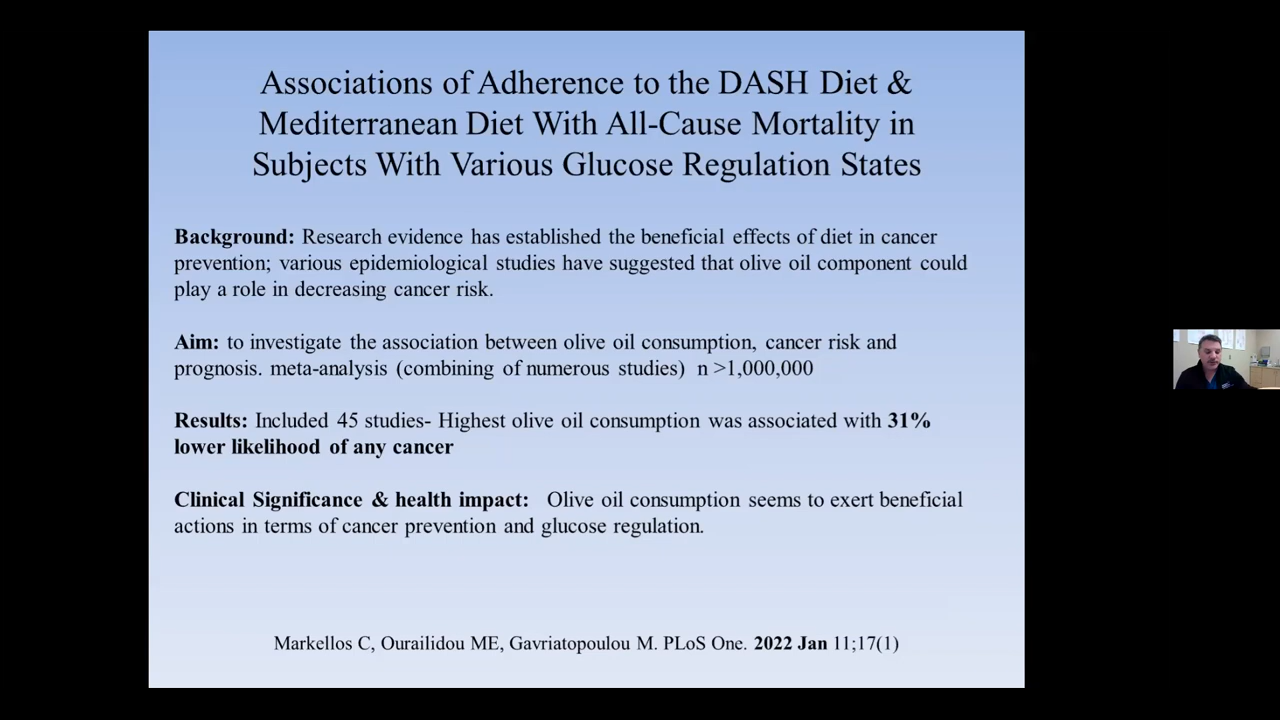 Associations of Adherence to the DASH Diet &
Mediterranean Diet With All-Cause Mortality in
Subjects With Various Glucose Regulation States
Background: Research evidence has established the beneficial effects of diet in cancer
prevention; various epidemiological studies have suggested that olive oil component could
play a role in decreasing cancer risk.
Aim: to investigate the association between olive oil consumption, cancer risk and
prognosis. meta-analysis (combining of numerous studies) n >1,000,000
Results: Included 45 studies- Highest olive oil consumption was associated with 31%
lower likelihood of any cancer
Clinical Significance & health impact: Olive oil consumption seems to exert beneficial
actions in terms of cancer prevention and glucose regulation.
Markellos C, Ourailidou ME, Gavriatopoulou M. PLoS One. 2022 Jan 11;17(1)